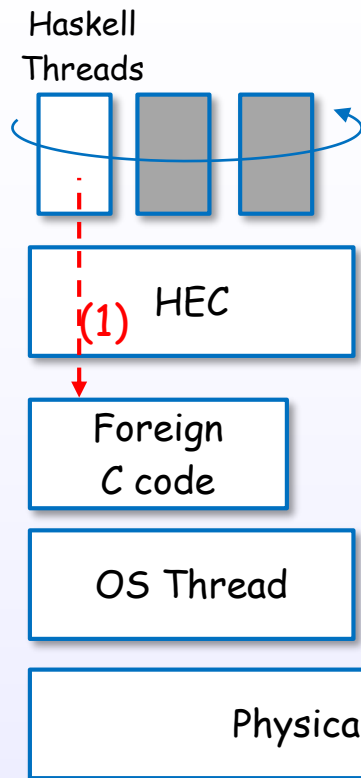 Haskell
Threads
HEC
(1)
Foreign
C code
OS Thread
Physica